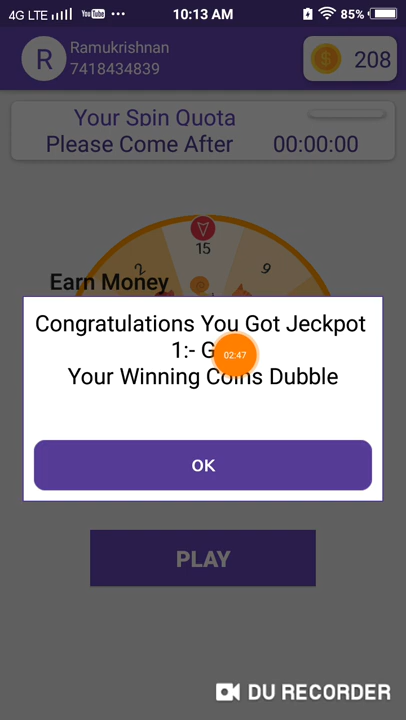 4G LTE YouTube ••• 10:13 AM 85%
R Ramukrishnan
7418434839
$ 208
Your Spin Quota
Please Come After 00:00:00
15
2 9
Earn Money
Congratulations You Got Jeckpot
1:- G
02:47
Your Winning Coins Dubble
OK
PLAY
DU RECORDER